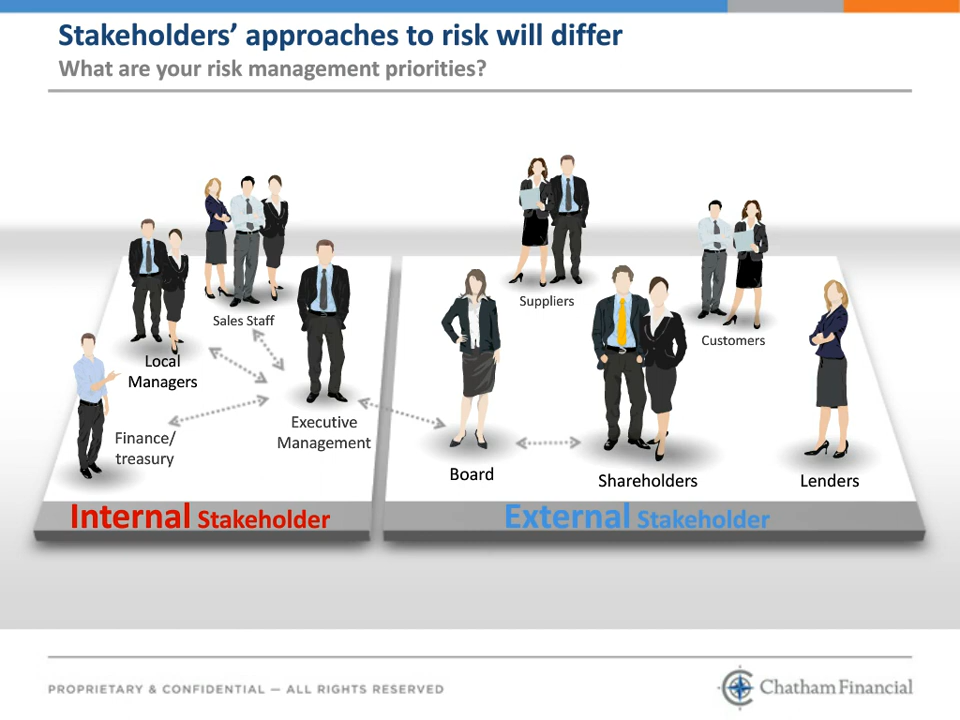 Stakeholders’ approaches to risk will differ
What are your risk management priorities?
Suppliers
Sales Staff
Customers
Local
Managers
Finance/
treasury
Executive
Management
Board
Shareholders
Lenders
Internal Stakeholder
External Stakeholder
PROPRIETARY & CONFIDENTIAL — ALL RIGHTS RESERVED
Chatham Financial